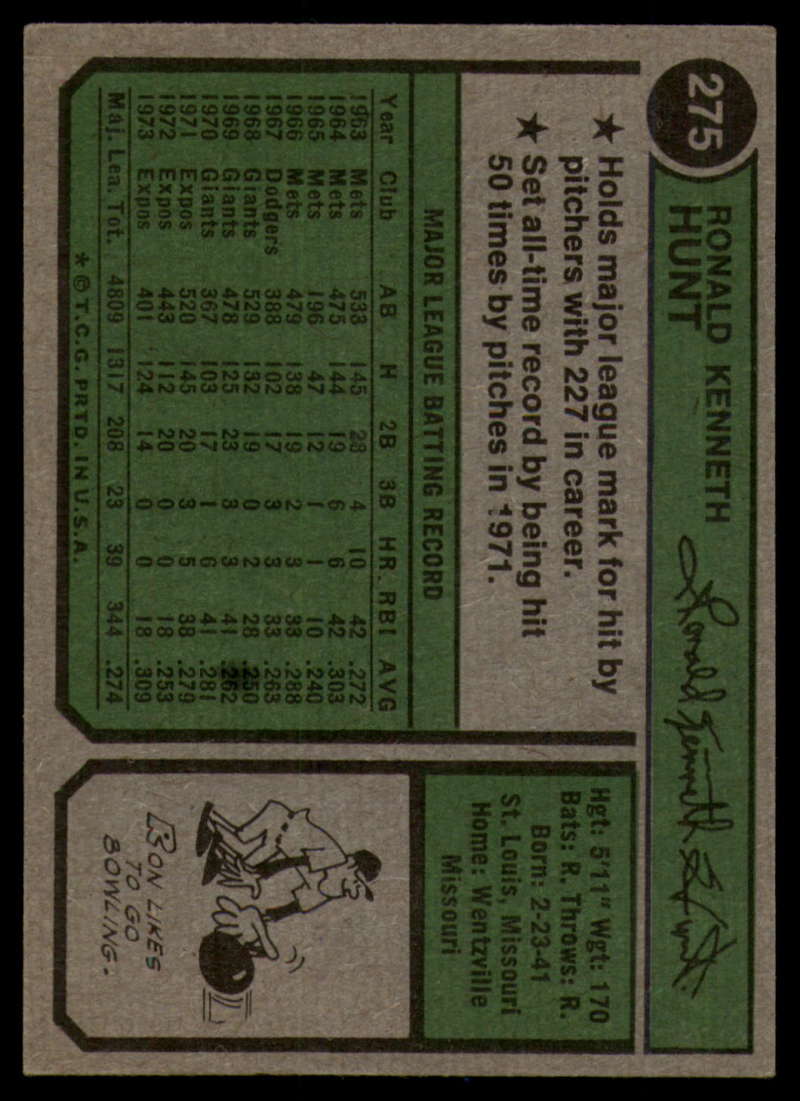 275
RONALD KENNETH
HUNT
Ronald Kenneth Hunt
★ Holds major league mark for hit by
pitchers with 227 in career.
★ Set all-time record by being hit
50 times by pitches in 1971.
MAJOR LEAGUE BATTING RECORD
Year Club AB H 2B 3B HR. RBI AVG
1963 Mets 533 145 28 4 10 42 .272
1964 Mets 475 144 19 6 6 42 .303
1965 Mets 196 47 12 1 1 10 .240
1966 Mets 479 138 19 2 3 33 .288
1967 Dodgers 388 102 17 3 3 33 .263
1968 Giants 529 132 19 0 2 28 .250
1969 Giants 478 125 23 3 3 41 .262
1970 Giants 367 103 17 1 6 41 .281
1971 Expos 520 145 20 3 5 38 .279
1972 Expos 443 112 20 0 0 18 .253
1973 Expos 401 124 14 0 0 18 .309
Maj. Lea. Tot. 4809 1317 208 23 39 344 .274
* © T.C.G. PRTD. IN U.S.A.
Hgt: 5'11" Wgt: 170
Bats: R. Throws: R.
Born: 2-23-41
St. Louis, Missouri
Home: Wentzville
Missouri
RON LIKES
TO GO
BOWLING.